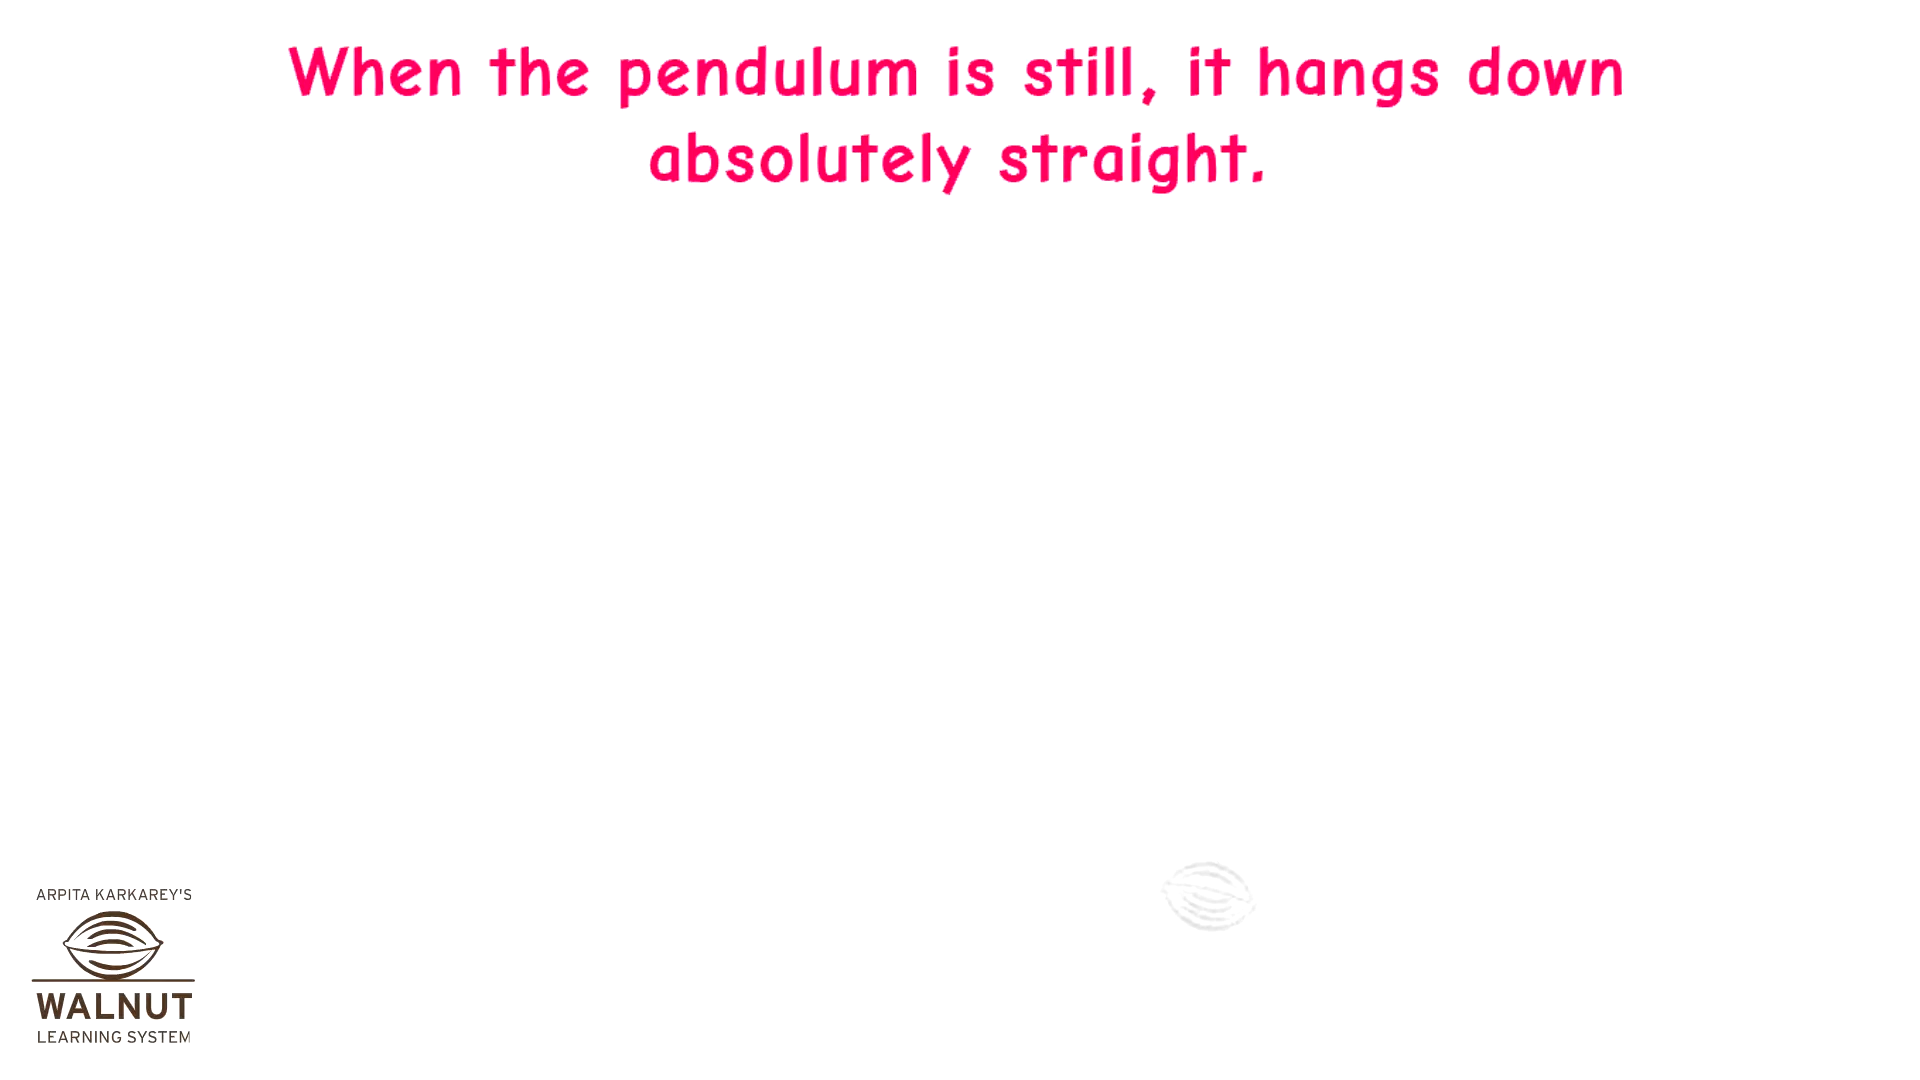 When the pendulum is still, it hangs down
absolutely straight.
ARPITA KARKAREY'S
WALNUT
LEARNING SYSTEM